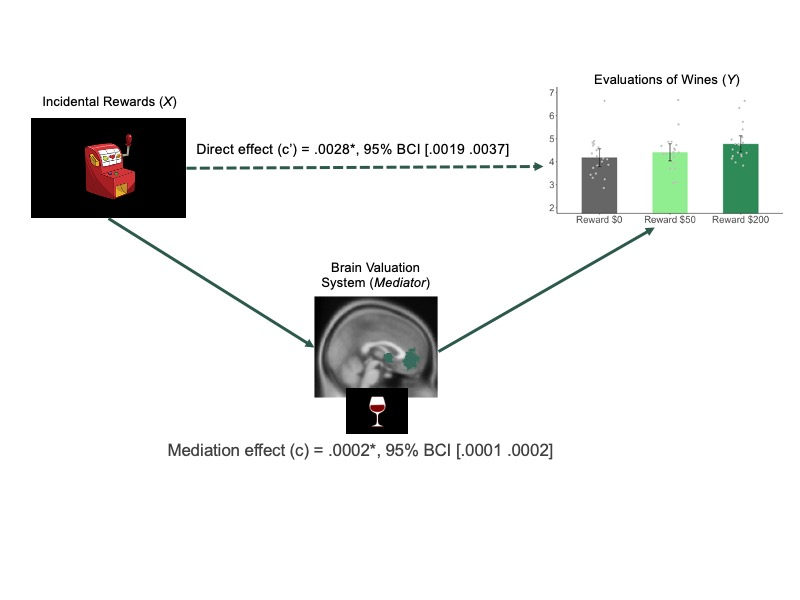 Evaluations of Wines (Y)
Incidental Rewards (X)
Direct effect (c’) = .0028*, 95% BCI [.0019 .0037]
7
6
5
4
3
2
Reward $0
Reward $50
Reward $200
Brain Valuation
System (Mediator)
Mediation effect (c) = .0002*, 95% BCI [.0001 .0002]